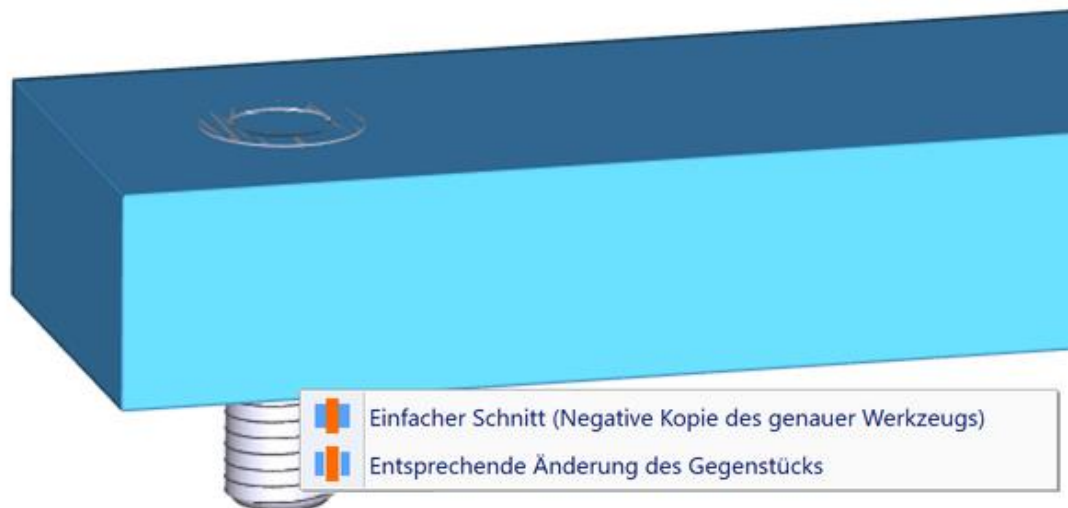 Einfacher Schnitt (Negative Kopie des genauer Werkzeugs)
Entsprechende Änderung des Gegenstücks